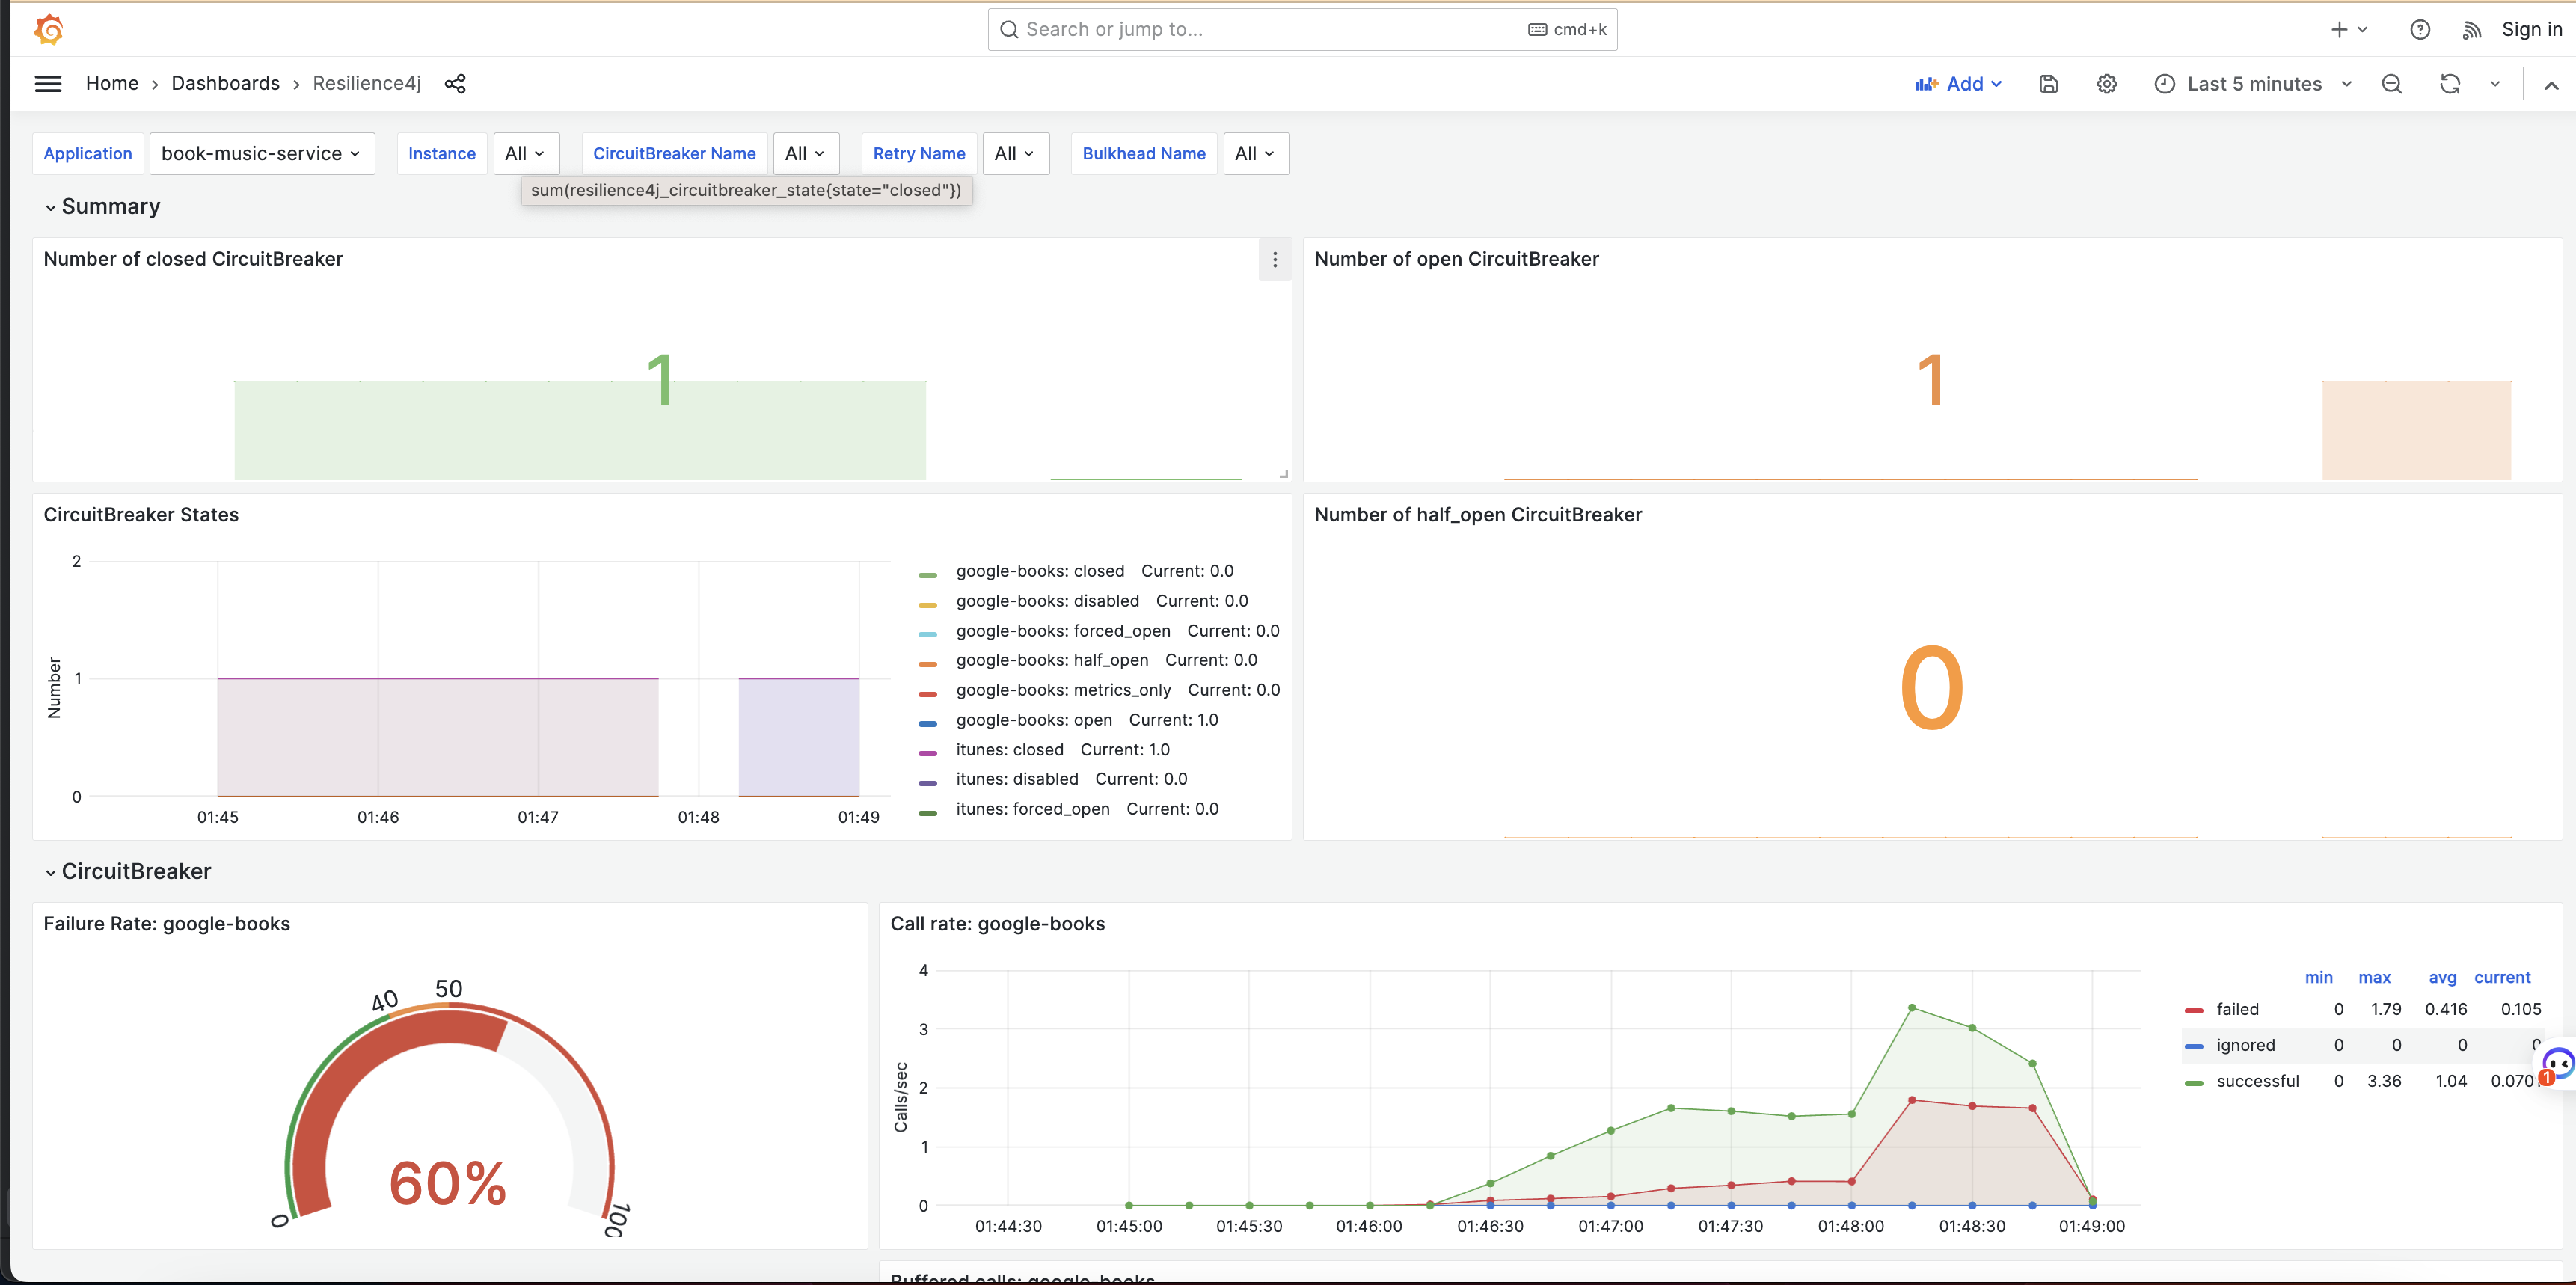 Search or jump to... cmd+k Sign in
Home › Dashboards › Resilience4j Add Last 5 minutes
Application book-music-service Instance All CircuitBreaker Name All Retry Name All Bulkhead Name All
sum(resilience4j_circuitbreaker_state{state="closed"})
Summary
Number of closed CircuitBreaker
1
Number of open CircuitBreaker
1
CircuitBreaker States
Number
2
1
0
01:45 01:46 01:47 01:48 01:49
google-books: closed Current: 0.0
google-books: disabled Current: 0.0
google-books: forced_open Current: 0.0
google-books: half_open Current: 0.0
google-books: metrics_only Current: 0.0
google-books: open Current: 1.0
itunes: closed Current: 1.0
itunes: disabled Current: 0.0
itunes: forced_open Current: 0.0
Number of half_open CircuitBreaker
0
CircuitBreaker
Failure Rate: google-books
0 40 50 100
60%
Call rate: google-books
Calls/sec
4
3
2
1
0
01:44:30 01:45:00 01:45:30 01:46:00 01:46:30 01:47:00 01:47:30 01:48:00 01:48:30 01:49:00
min max avg current
failed 0 1.79 0.416 0.105
ignored 0 0 0 0
successful 0 3.36 1.04 0.070
1
Buffered calls: google-books